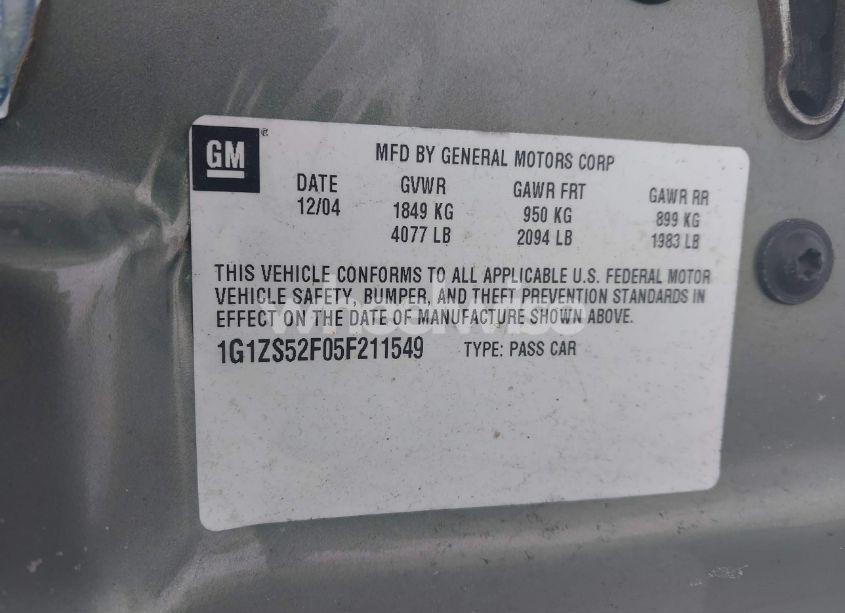 GM ®
MFD BY GENERAL MOTORS CORP
DATE GVWR GAWR FRT GAWR RR
12/04 1849 KG 950 KG 899 KG
4077 LB 2094 LB 1983 LB
THIS VEHICLE CONFORMS TO ALL APPLICABLE U.S. FEDERAL MOTOR
VEHICLE SAFETY, BUMPER, AND THEFT PREVENTION STANDARDS IN
EFFECT ON THE DATE OF MANUFACTURE SHOWN ABOVE.
wheelwise
1G1ZS52F05F211549 TYPE: PASS CAR